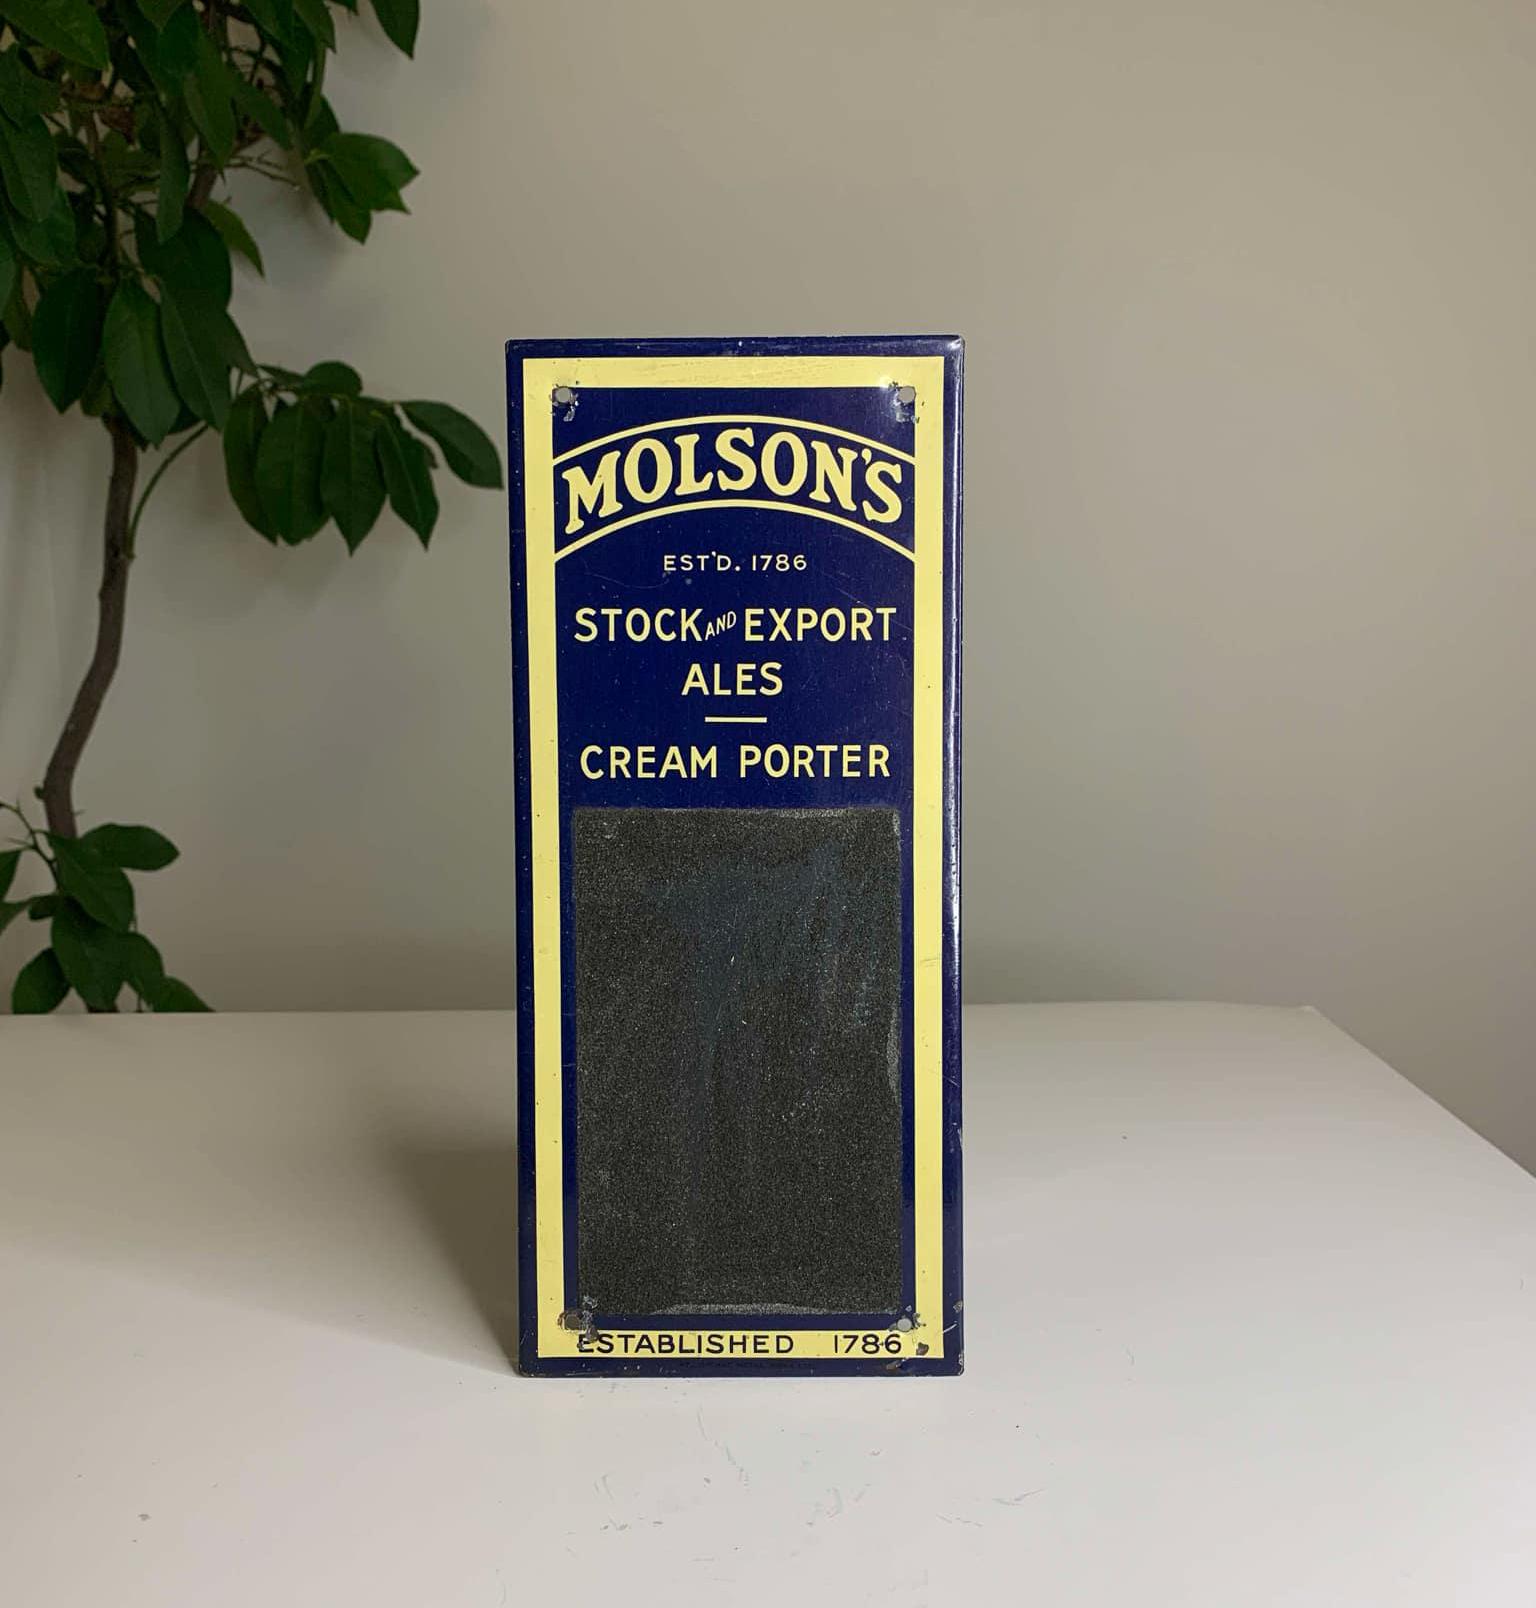 MOLSON'S
EST'D. 1786
STOCK AND EXPORT
ALES
CREAM PORTER
ESTABLISHED 1786